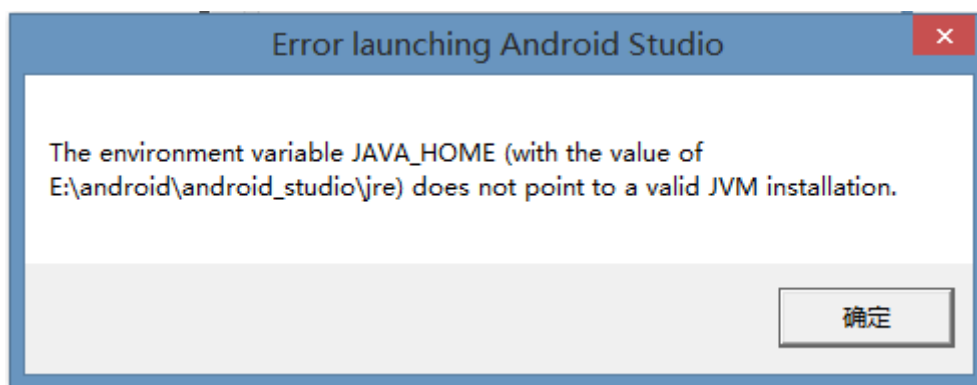 Error launching Android Studio
The environment variable JAVA_HOME (with the value of
E:\android\android_studio\jre) does not point to a valid JVM installation.
确定